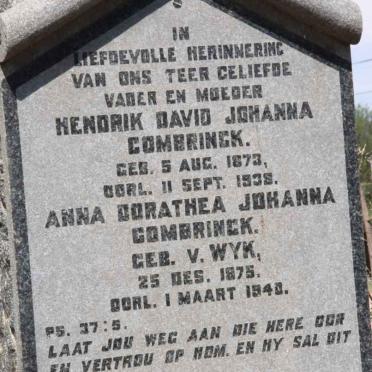 IN
LIEFDEVOLLE HERINNERING
VAN ONS TEER GELIEFDE
VADER EN MOEDER
HENDRIK DAVID JOHANNA
COMBRINCK.
GEB. 5 AUG. 1873,
OORL. 11 SEPT. 1938.
ANNA DORATHEA JOHANNA
COMBRINCK.
GEB. V. WYK,
25 DES. 1875.
OORL. 1 MAART 1943.
PS. 37:5.
LAAT JOU WEG AAN DIE HERE OOR
EN VERTROU OP HOM. EN HY SAL DIT